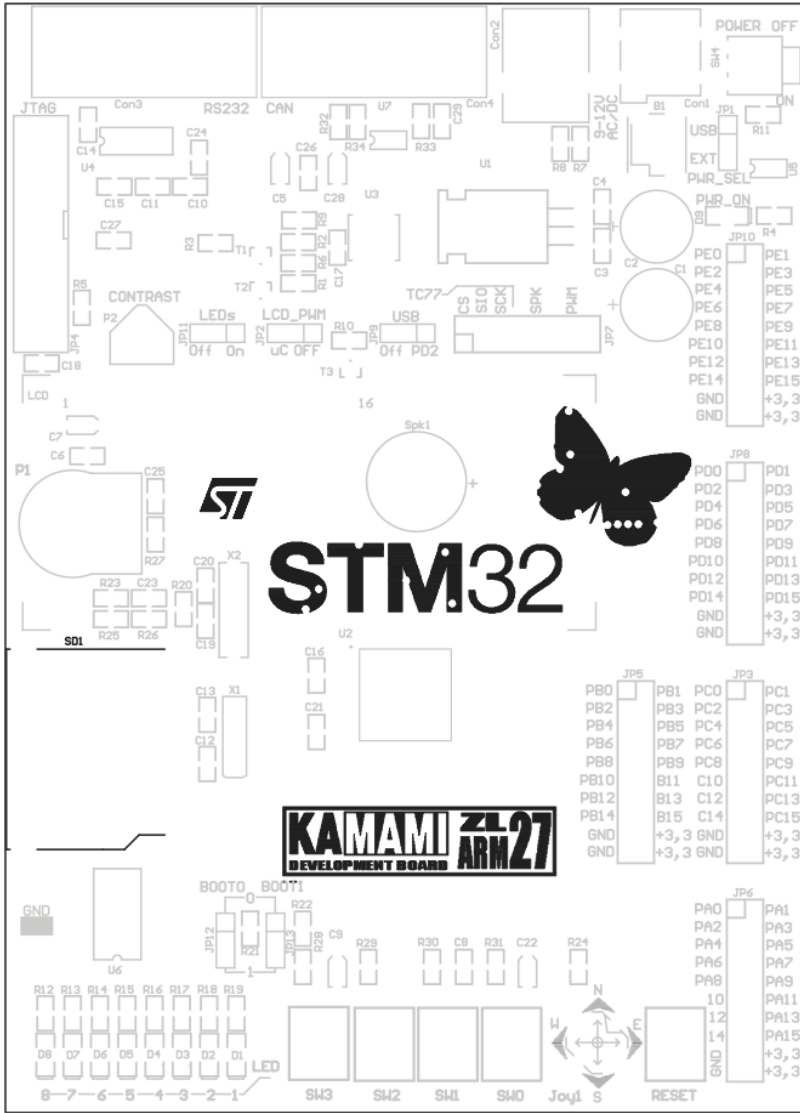 POWER OFF
Con2
SW4
JTAG
Con3
RS232
CAN
U7
Con4
9-12V
AC/DC
B1
Con1
JP1
ON
R11
C14
U4
C24
R32
R34
R33
C29
R8
R7
USB
EXT
PWR_SEL
U5
C26
C5
C28
U3
U1
C4
C15
C11
C10
PWR_ON
D9
R4
C27
R3
T1
R9
R2
R6
R1
C17
C3
C2
C1
T2
JP10
PE0 PE1
PE2 PE3
PE4 PE5
PE6 PE7
PE8 PE9
PE10 PE11
PE12 PE13
PE14 PE15
GND +3,3
GND +3,3
R5
CONTRAST
P2
JP4
C18
LEDs
JP11
Off On
LCD_PWM
JP2
uC OFF
R10
T3
USB
JP9
Off PD2
TC77
CS
SIO
SCK
SPK
PWM
JP7
LCD
1
16
C7
C6
Spk1
P1
C25
R27
ST
STM32
JP8
PD0 PD1
PD2 PD3
PD4 PD5
PD6 PD7
PD8 PD9
PD10 PD11
PD12 PD13
PD14 PD15
GND +3,3
GND +3,3
R23
C23
R20
C20
X2
R25
R26
C19
SD1
U2
C16
C13
X1
C21
C12
JP5
PB0 PB1
PB2 PB3
PB4 PB5
PB6 PB7
PB8 PB9
PB10 B11
PB12 B13
PB14 B15
GND +3,3
GND +3,3
JP3
PC0 PC1
PC2 PC3
PC4 PC5
PC6 PC7
PC8 PC9
C10 PC11
C12 PC13
C14 PC15
GND +3,3
GND +3,3
KAMAMI
DEVELOPMENT BOARD
ZL
ARM27
GND
U6
BOOT0 BOOT1
0
JP12
R21
JP13
1
R22
R28
C9
R29
R30
C8
R31
C22
R24
JP6
PA0 PA1
PA2 PA3
PA4 PA5
PA6 PA7
PA8 PA9
10 PA11
12 PA13
14 PA15
GND +3,3
+3,3
R12 R13 R14 R15 R16 R17 R18 R19
D8 D7 D6 D5 D4 D3 D2 D1
LED
8-7-6-5-4-3-2-1
SW3
SW2
SW1
SW0
N
W
E
S
Joy1
RESET